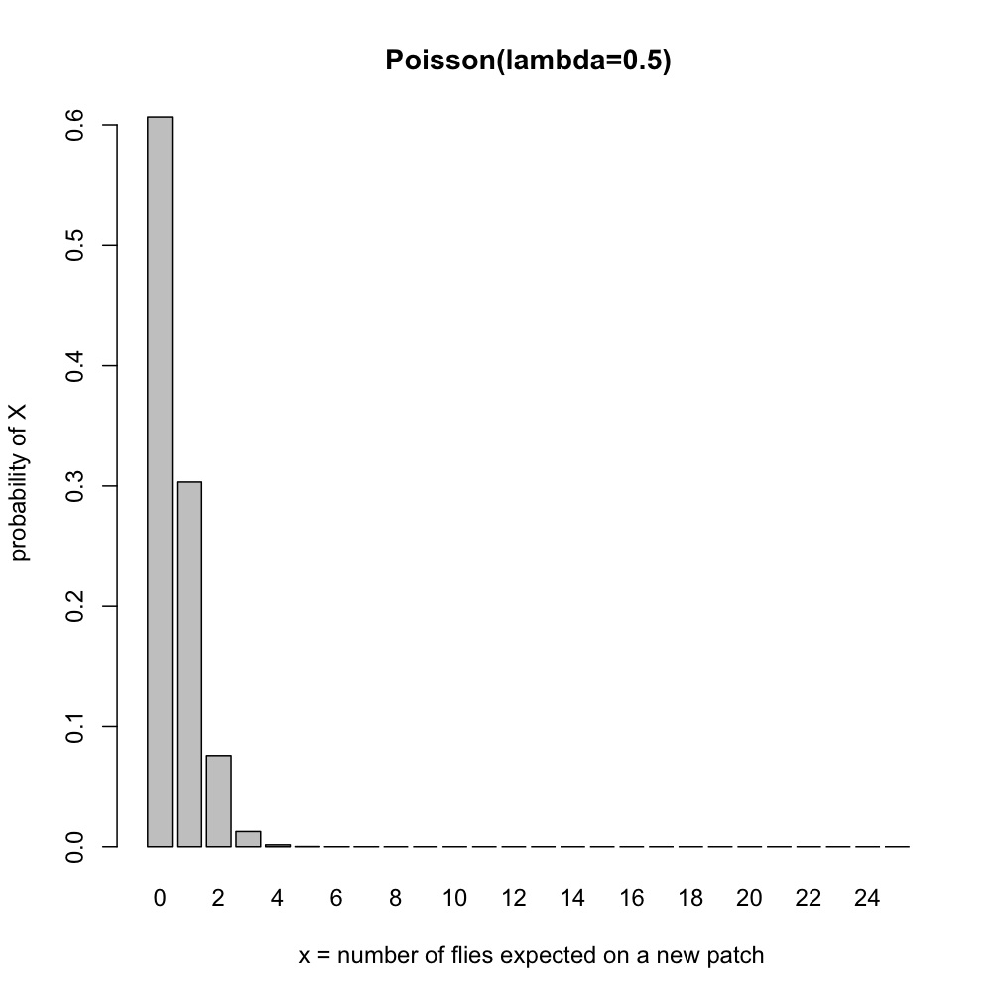 Poisson(lambda=0.5)
probability of X
0.6
0.5
0.4
0.3
0.2
0.1
0.0
0 2 4 6 8 10 12 14 16 18 20 22 24
x = number of flies expected on a new patch